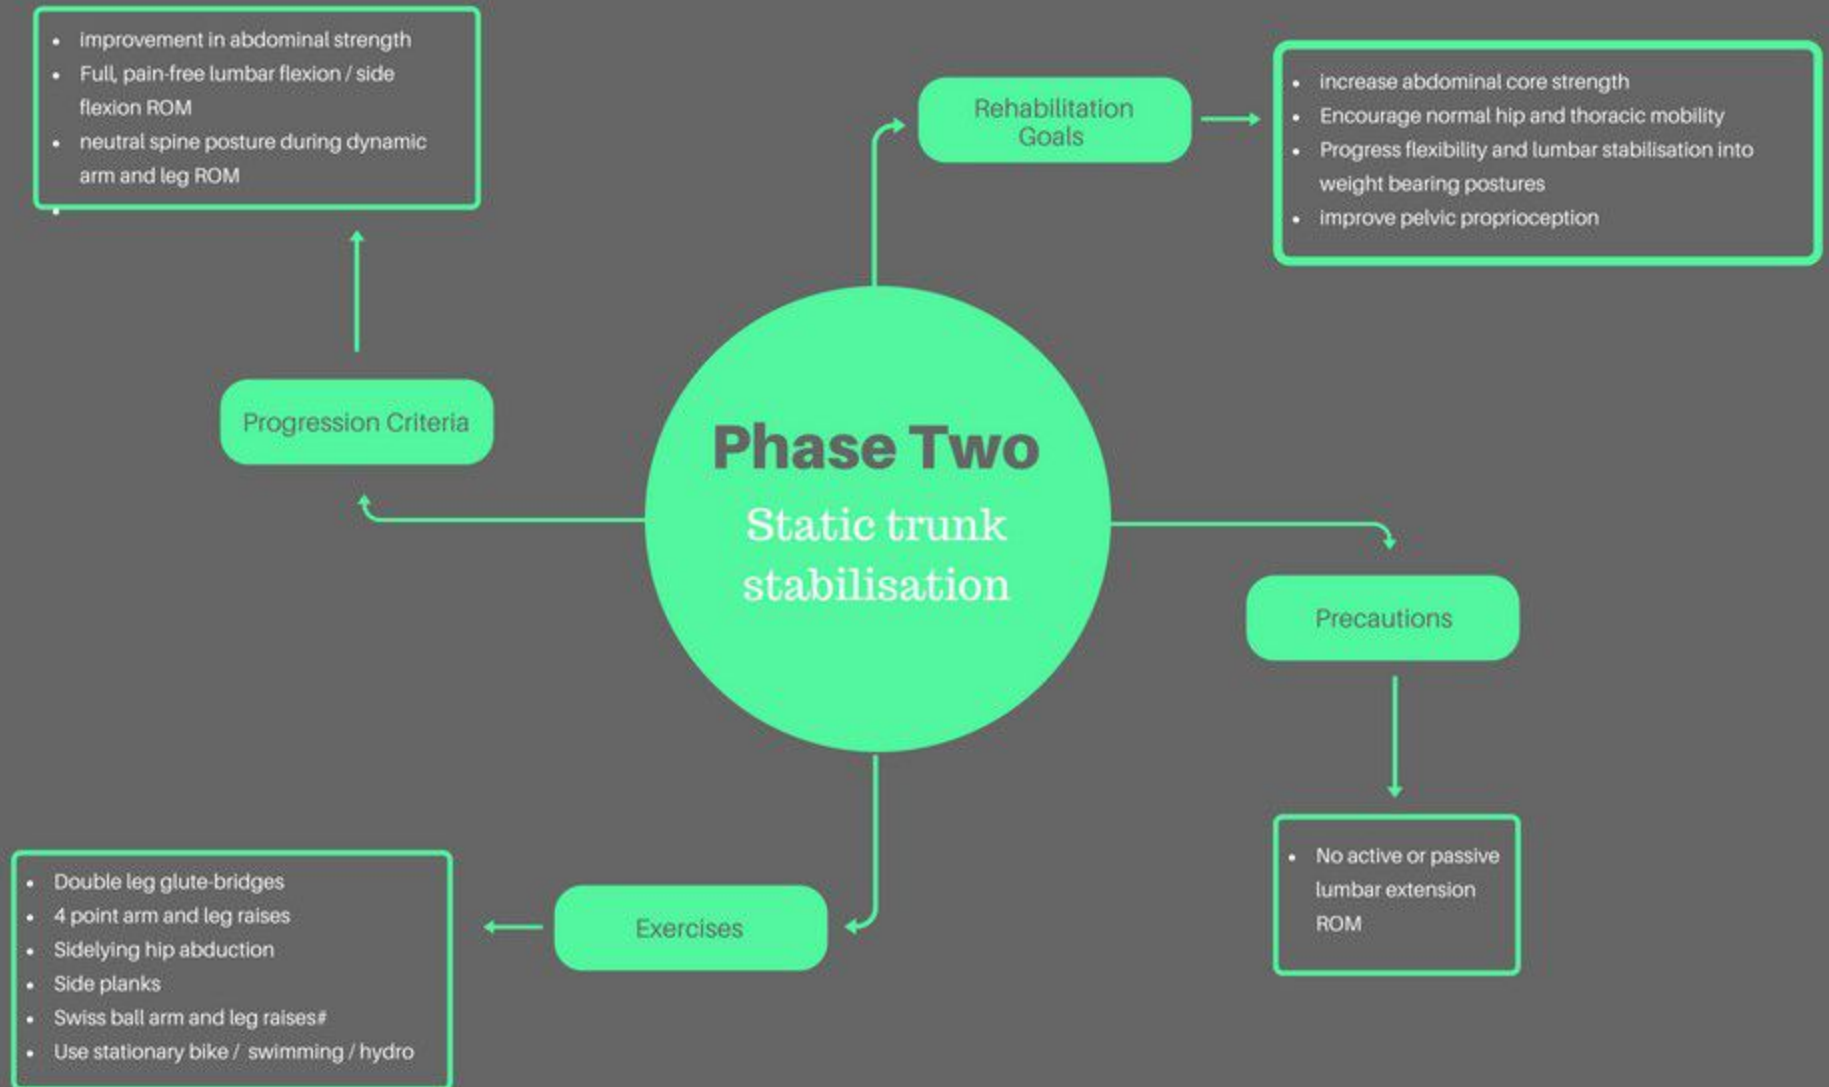 • improvement in abdominal strength
• Full, pain-free lumbar flexion / side
flexion ROM
• neutral spine posture during dynamic
arm and leg ROM
•
Rehabilitation
Goals
• increase abdominal core strength
• Encourage normal hip and thoracic mobility
• Progress flexibility and lumbar stabilisation into
weight bearing postures
• improve pelvic proprioception
Progression Criteria
Phase Two
Static trunk
stabilisation
Precautions
• No active or passive
lumbar extension
ROM
Exercises
• Double leg glute-bridges
• 4 point arm and leg raises
• Sidelying hip abduction
• Side planks
• Swiss ball arm and leg raises#
• Use stationary bike / swimming / hydro